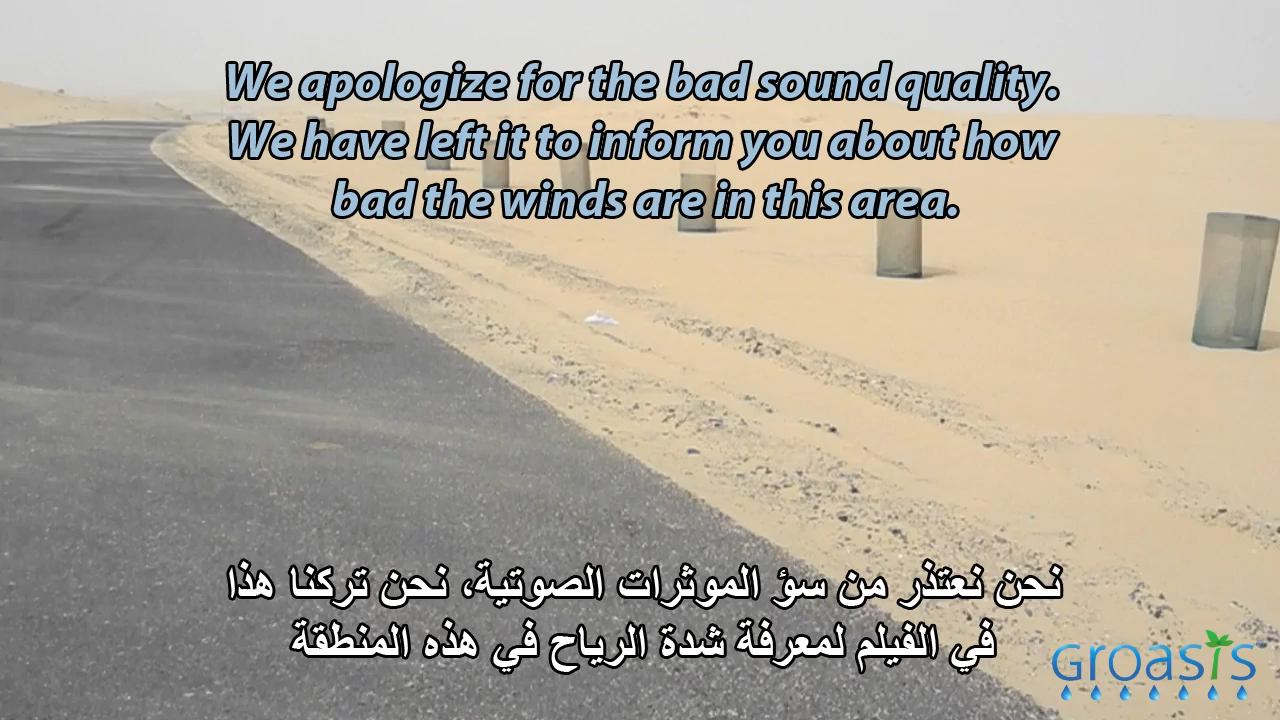 We apologize for the bad sound quality.
We have left it to inform you about how
bad the winds are in this area.
نحن نعتذر من سؤ الموثرات الصوتية، نحن تركنا هذا
في الفيلم لمعرفة شدة الرياح في هذه المنطقة
GROASIS